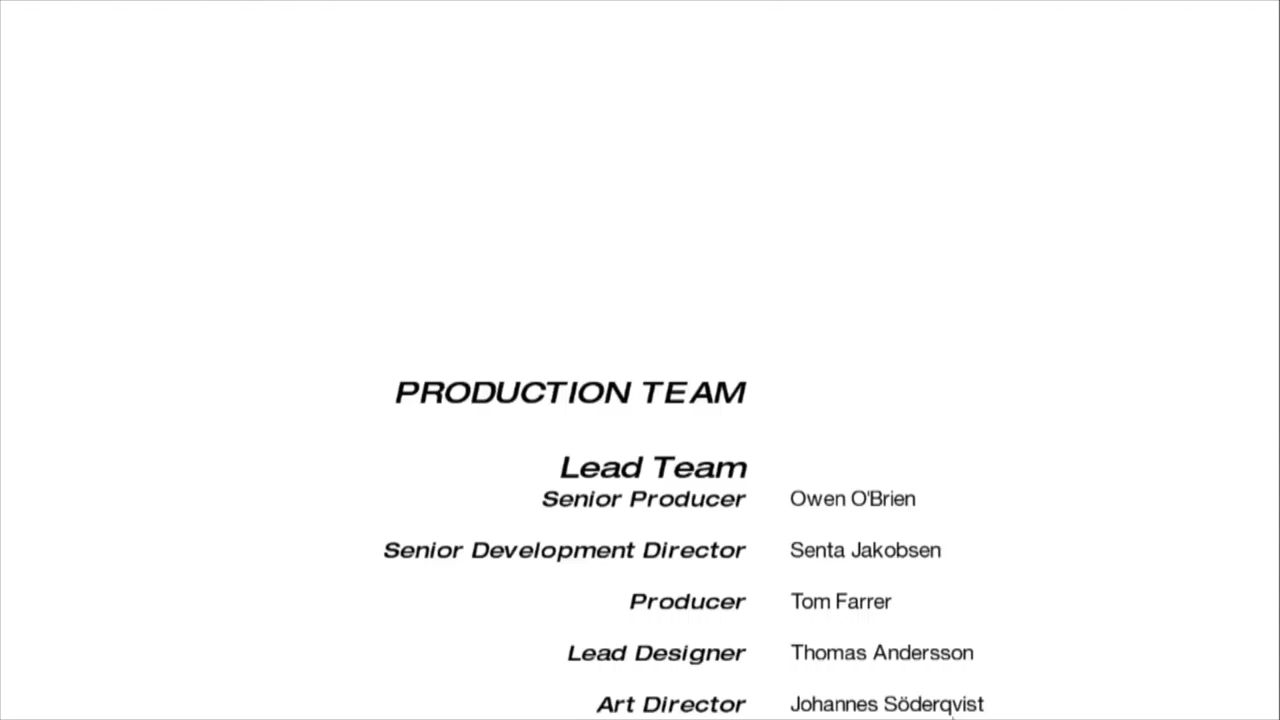 PRODUCTION TEAM
Lead Team
Senior Producer Owen O'Brien
Senior Development Director Senta Jakobsen
Producer Tom Farrer
Lead Designer Thomas Andersson
Art Director Johannes Söderqvist